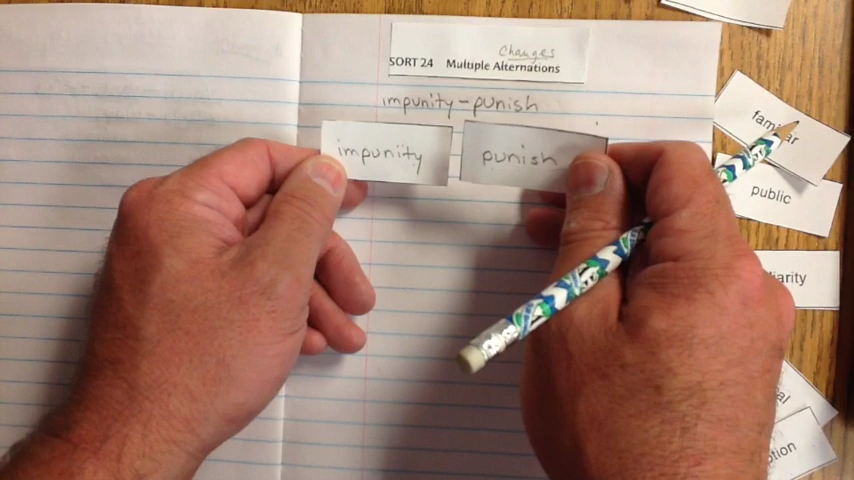 changes
SORT 24 Multiple Alternations
impunity-punish
impunity
punish
public